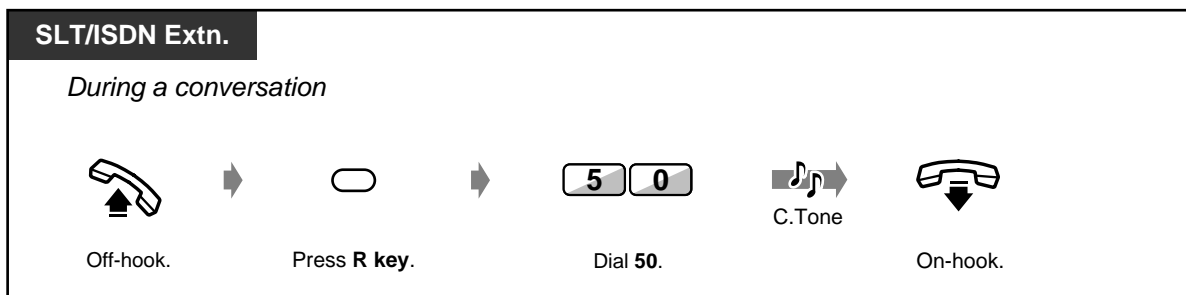 SLT/ISDN Extn.
During a conversation
5 0
C.Tone
Off-hook. Press R key. Dial 50. On-hook.